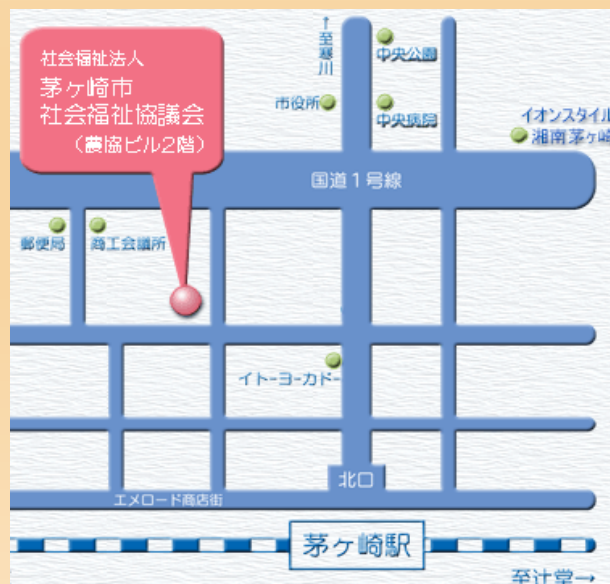 社会福祉法人
茅ヶ崎市
社会福祉協議会
（農協ビル2階）
↑至寒川
中央公園
市役所
中央病院
イオンスタイル
湘南茅ヶ崎
国道1号線
郵便局
商工会議所
イトーヨーカドー
北口
エメロード商店街
茅ヶ崎駅
至辻堂→